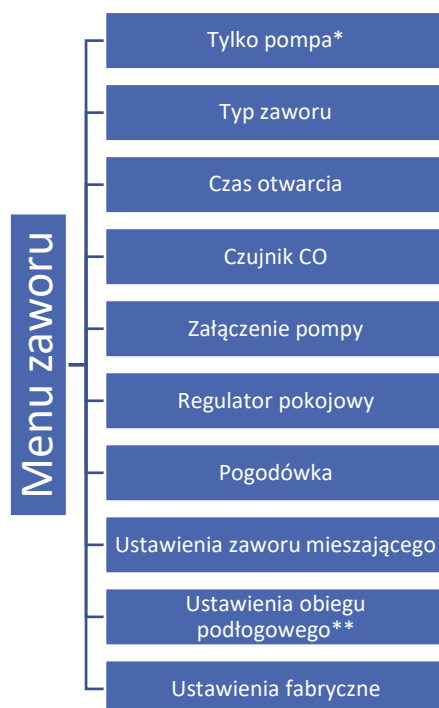 Menu zaworu
Tylko pompa*
Typ zaworu
Czas otwarcia
Czujnik CO
Załączenie pompy
Regulator pokojowy
Pogodówka
Ustawienia zaworu mieszającego
Ustawienia obiegu
podłogowego**
Ustawienia fabryczne